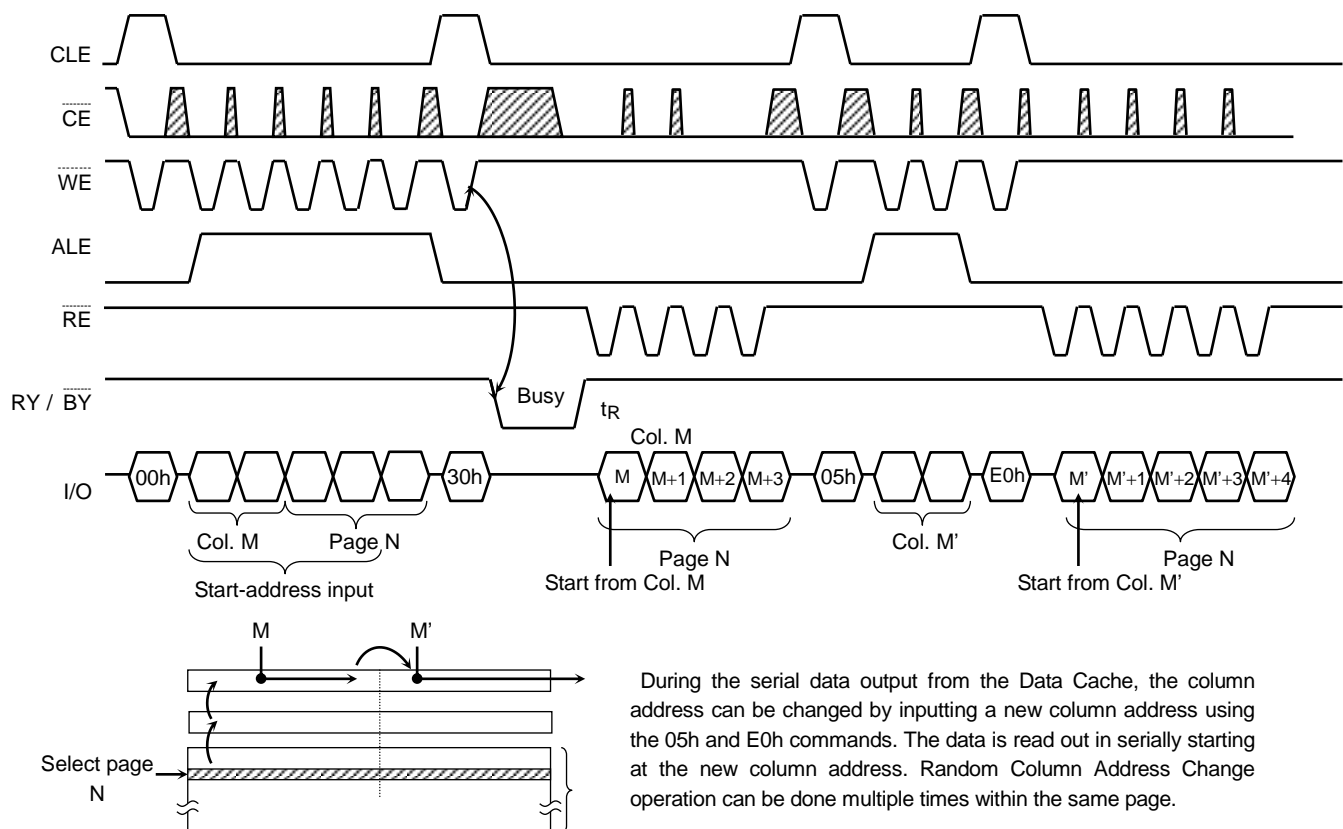 CLE
CE
WE
ALE
RE
RY / BY
Busy
tR
Col. M
I/O
00h
30h
M
M+1
M+2
M+3
05h
E0h
M'
M'+1
M'+2
M'+3
M'+4
Col. M
Page N
Page N
Col. M'
Page N
Start-address input
Start from Col. M
Start from Col. M'
M
M'
Select page
N
During the serial data output from the Data Cache, the column
address can be changed by inputting a new column address using
the 05h and E0h commands. The data is read out in serially starting
at the new column address. Random Column Address Change
operation can be done multiple times within the same page.